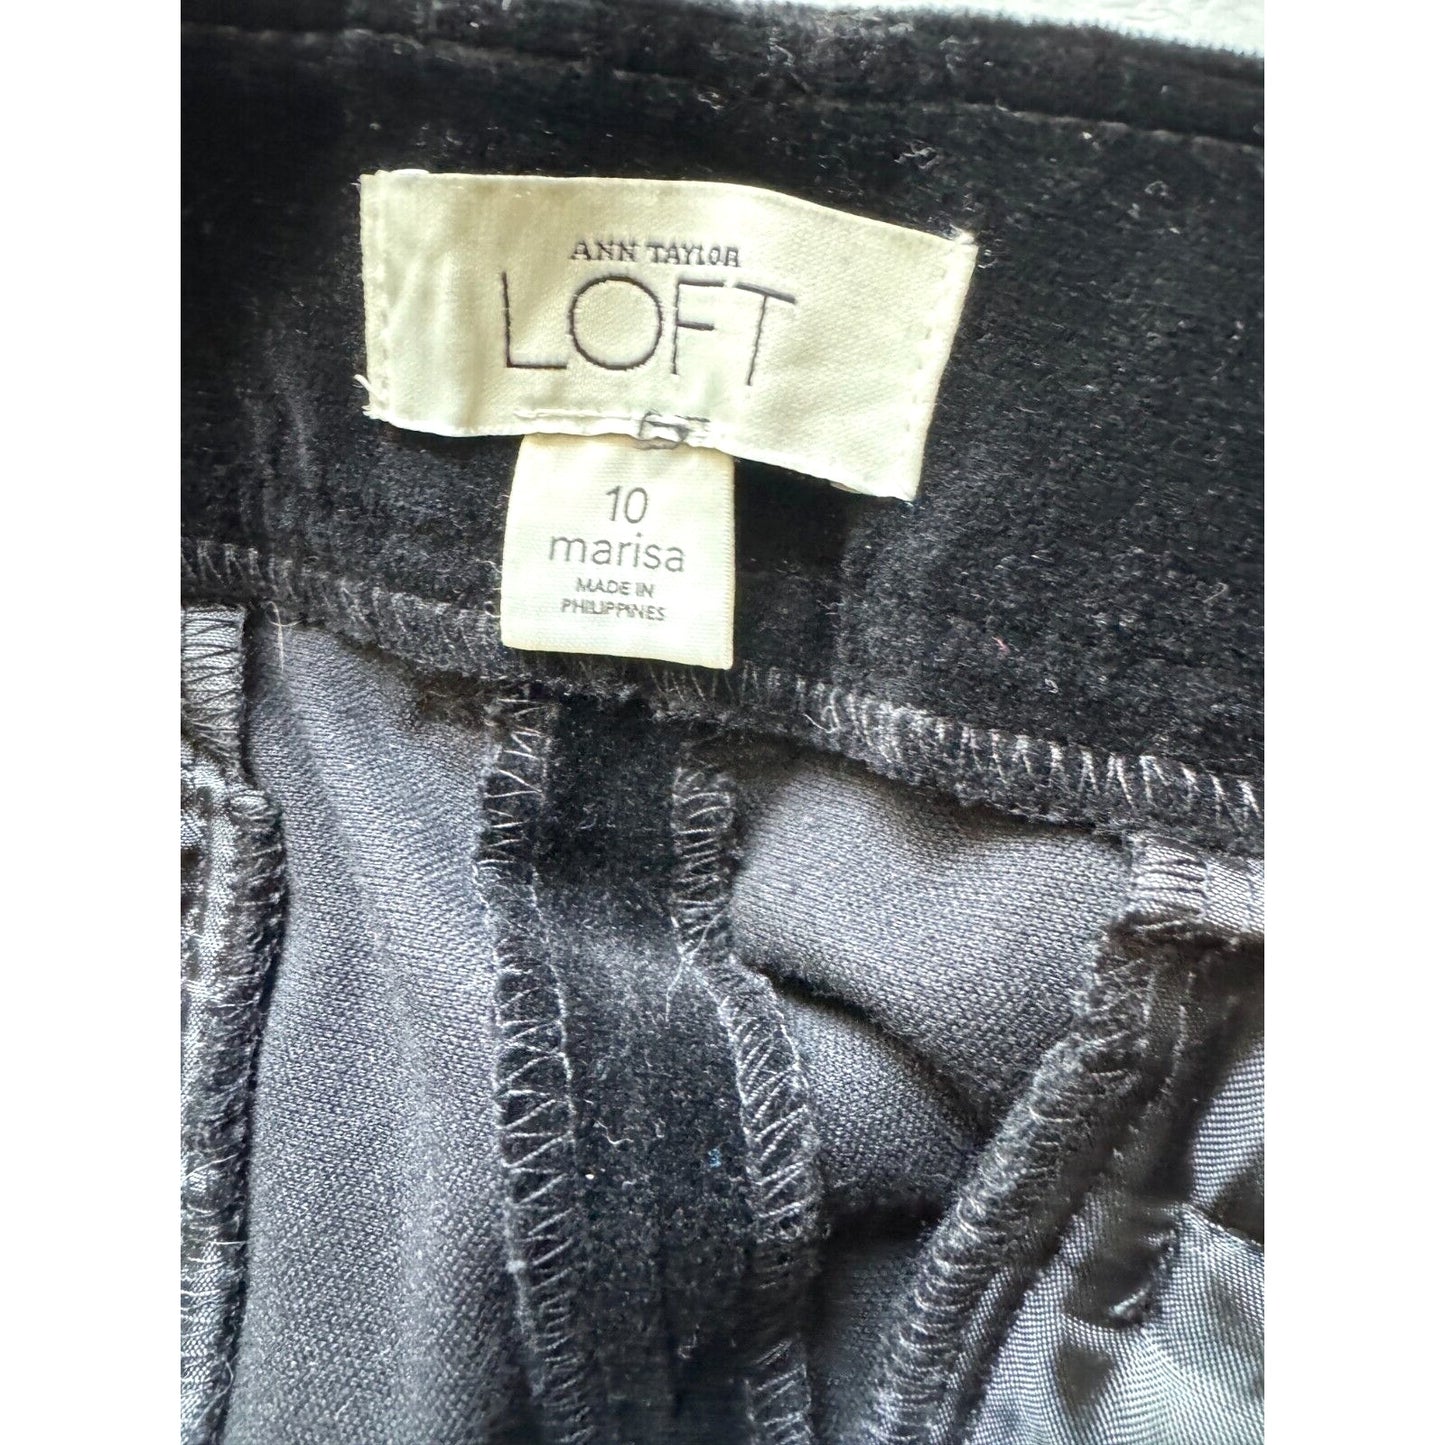 ANN TAYLOR
LOFT
10
marisa
MADE IN
PHILIPPINES